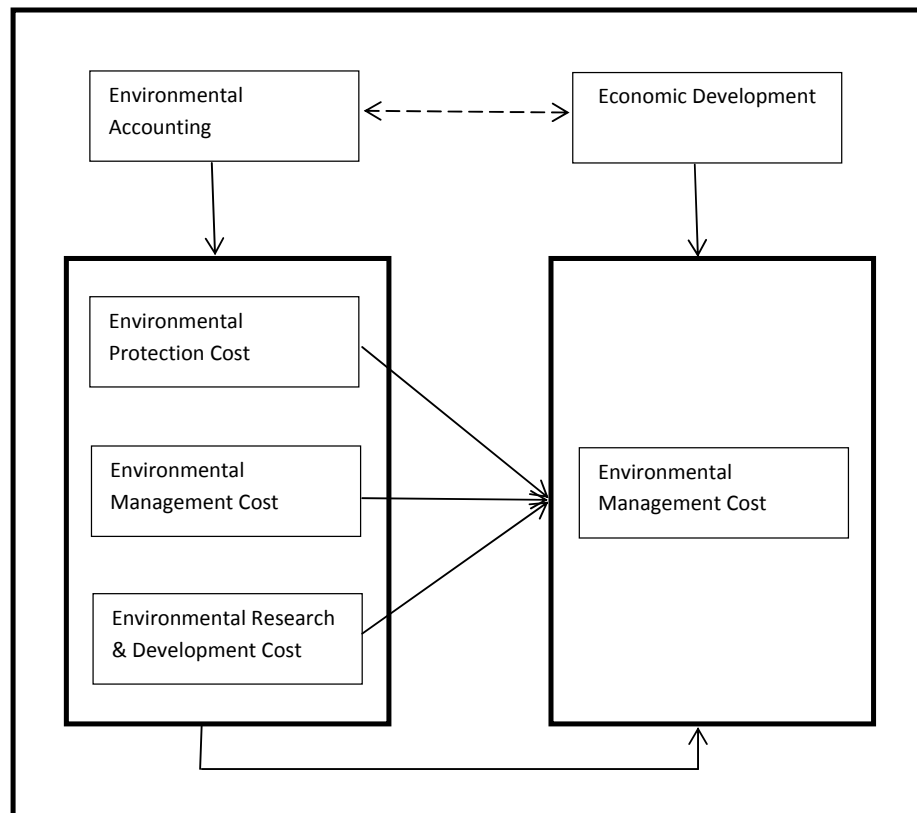 Environmental
Accounting
Economic Development
Environmental
Protection Cost
Environmental
Management Cost
Environmental Research
& Development Cost
Environmental
Management Cost